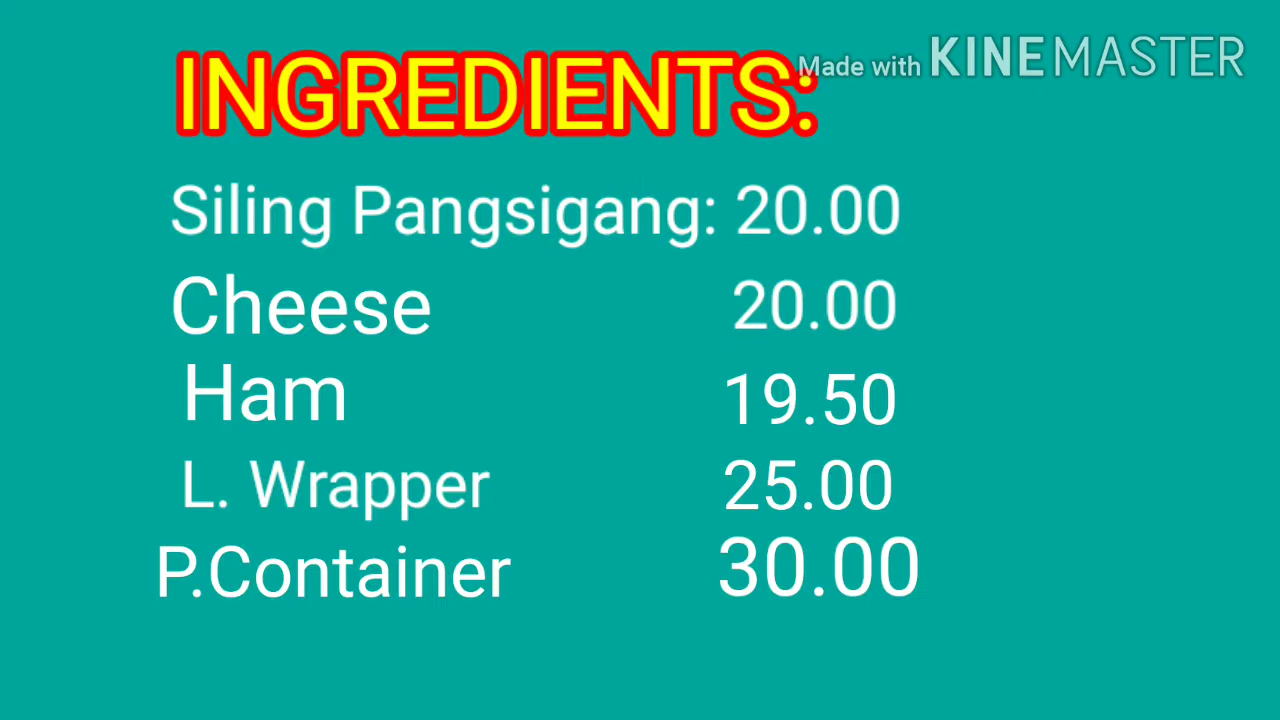 INGREDIENTS:
Made with KINEMASTER
Siling Pangsigang: 20.00
Cheese 20.00
Ham 19.50
L. Wrapper 25.00
P.Container 30.00